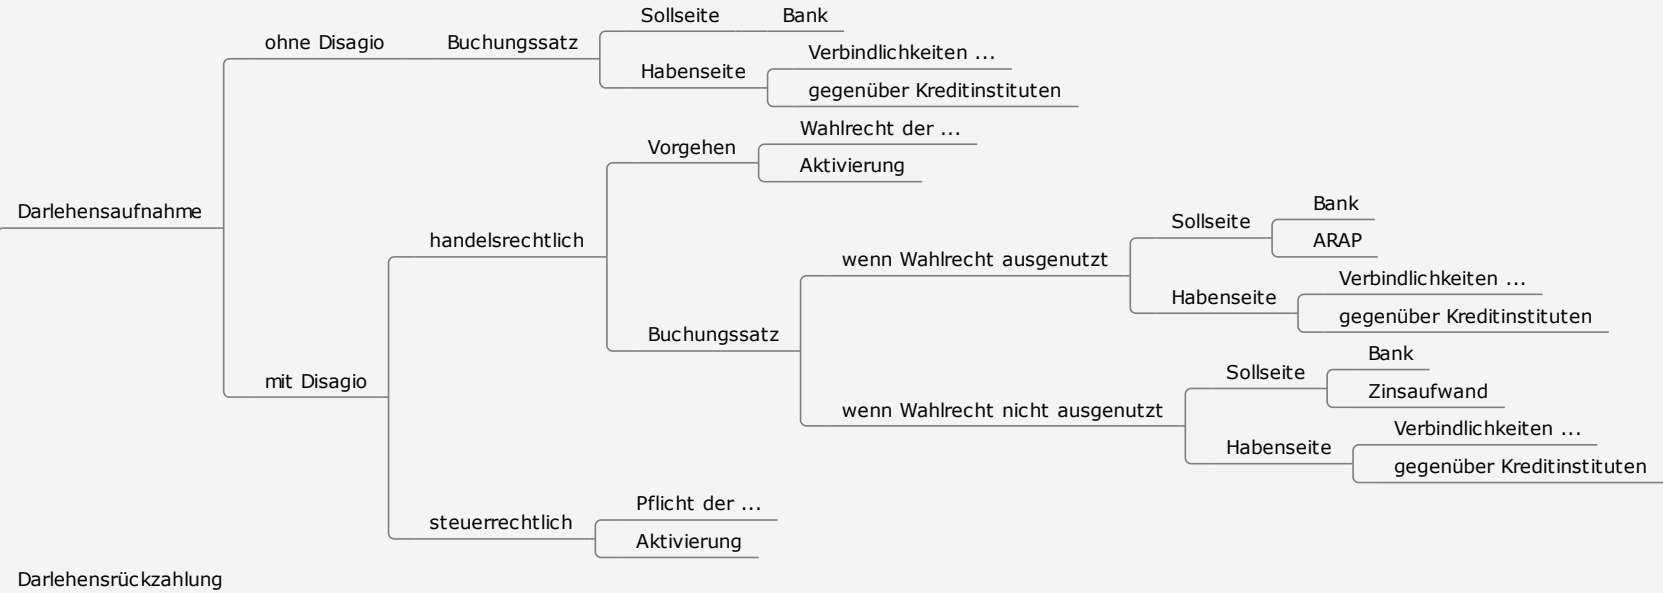 Sollseite Bank
ohne Disagio Buchungssatz
Verbindlichkeiten ...
Habenseite
gegenüber Kreditinstituten
Wahlrecht der ...
Vorgehen
Aktivierung
Bank
Darlehensaufnahme
Sollseite
handelsrechtlich
ARAP
wenn Wahlrecht ausgenutzt
Verbindlichkeiten ...
Habenseite
gegenüber Kreditinstituten
Buchungssatz
Bank
Sollseite
mit Disagio
Zinsaufwand
wenn Wahlrecht nicht ausgenutzt
Verbindlichkeiten ...
Habenseite
gegenüber Kreditinstituten
Pflicht der ...
steuerrechtlich
Aktivierung
Darlehensrückzahlung